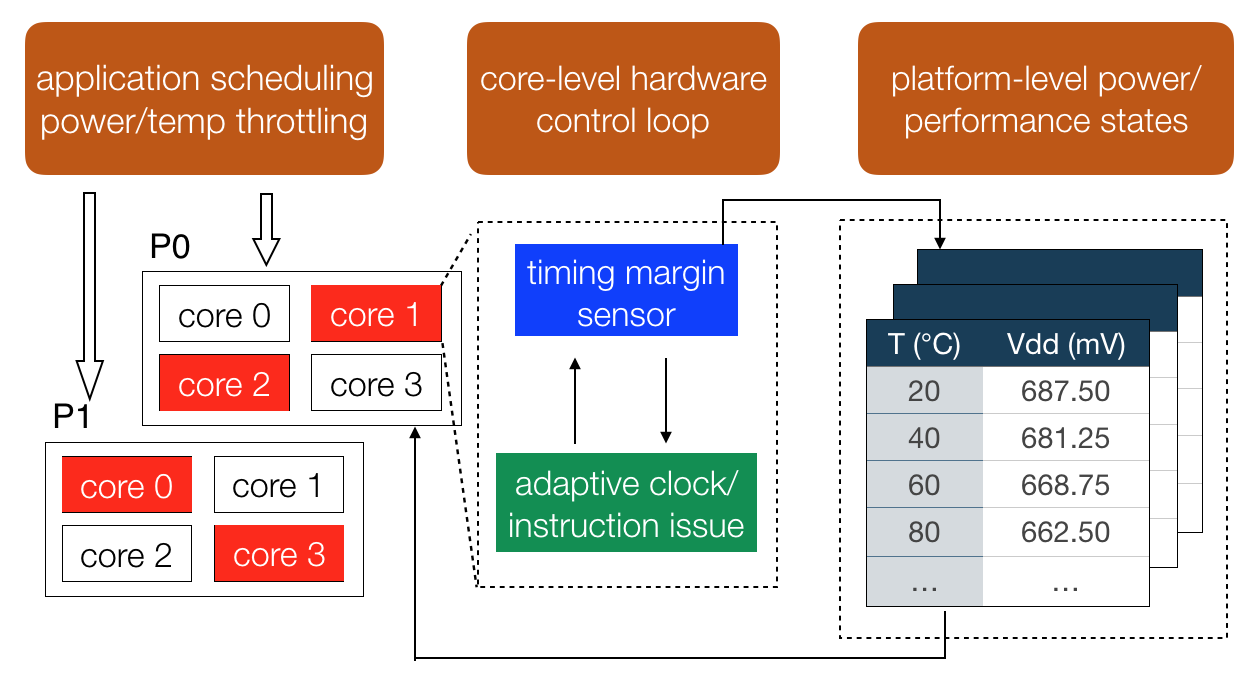 application scheduling
power/temp throttling
core-level hardware
control loop
platform-level power/
performance states
P0
core 0 core 1
core 2 core 3
P1
core 0 core 1
core 2 core 3
timing margin
sensor
adaptive clock/
instruction issue
T (°C) Vdd (mV)
20 687.50
40 681.25
60 668.75
80 662.50
... ...